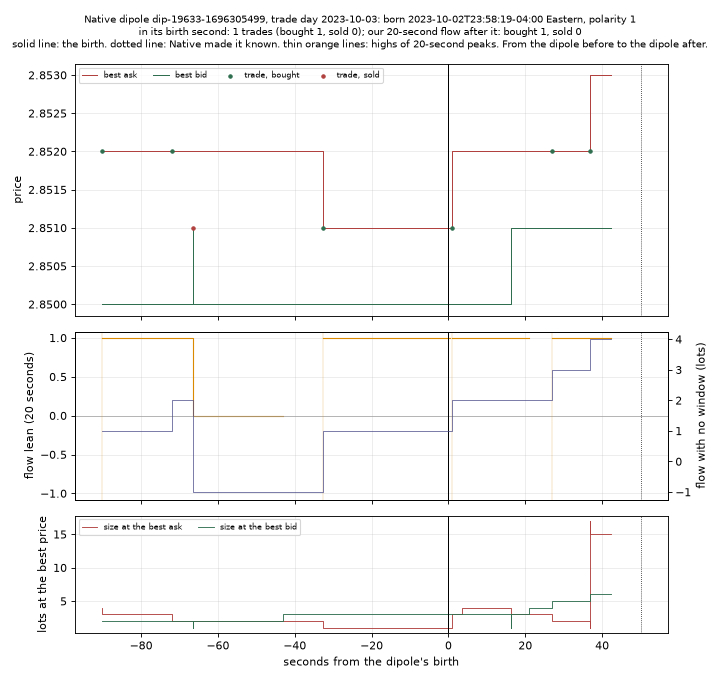 Native dipole dip-19633-1696305499, trade day 2023-10-03: born 2023-10-02T23:58:19-04:00 Eastern, polarity 1
in its birth second: 1 trades (bought 1, sold 0); our 20-second flow after it: bought 1, sold 0
solid line: the birth. dotted line: Native made it known. thin orange lines: highs of 20-second peaks. From the dipole before to the dipole after.
best ask
best bid
trade, bought
trade, sold
2.8530
2.8520
2.8515
2.8510
2.8505
2.8500
price
1.0
0.5
0.0
−0.5
−1.0
flow lean (20 seconds)
4
3
2
1
0
−1
flow with no window (lots)
size at the best ask
size at the best bid
15
10
5
lots at the best price
−80
−60
−40
−20
0
20
40
seconds from the dipole's birth